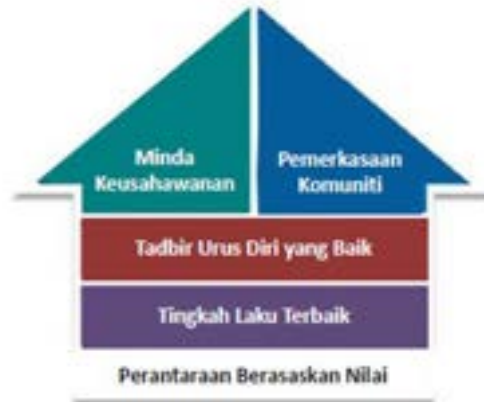 Minda
Keusahawanan
Pemerkasaan
Komuniti
Tadbir Urus Diri yang Baik
Tingkah Laku Terbaik
Perantaraan Berasaskan Nilai